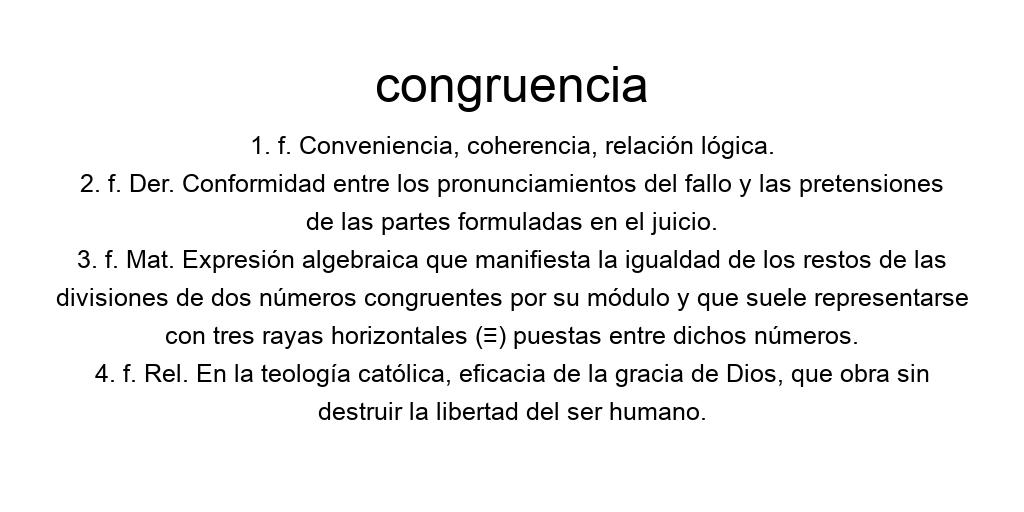 congruencia
1. f. Conveniencia, coherencia, relación lógica.
2. f. Der. Conformidad entre los pronunciamientos del fallo y las pretensiones
de las partes formuladas en el juicio.
3. f. Mat. Expresión algebraica que manifiesta la igualdad de los restos de las
divisiones de dos números congruentes por su módulo y que suele representarse
con tres rayas horizontales (≡) puestas entre dichos números.
4. f. Rel. En la teología católica, eficacia de la gracia de Dios, que obra sin
destruir la libertad del ser humano.